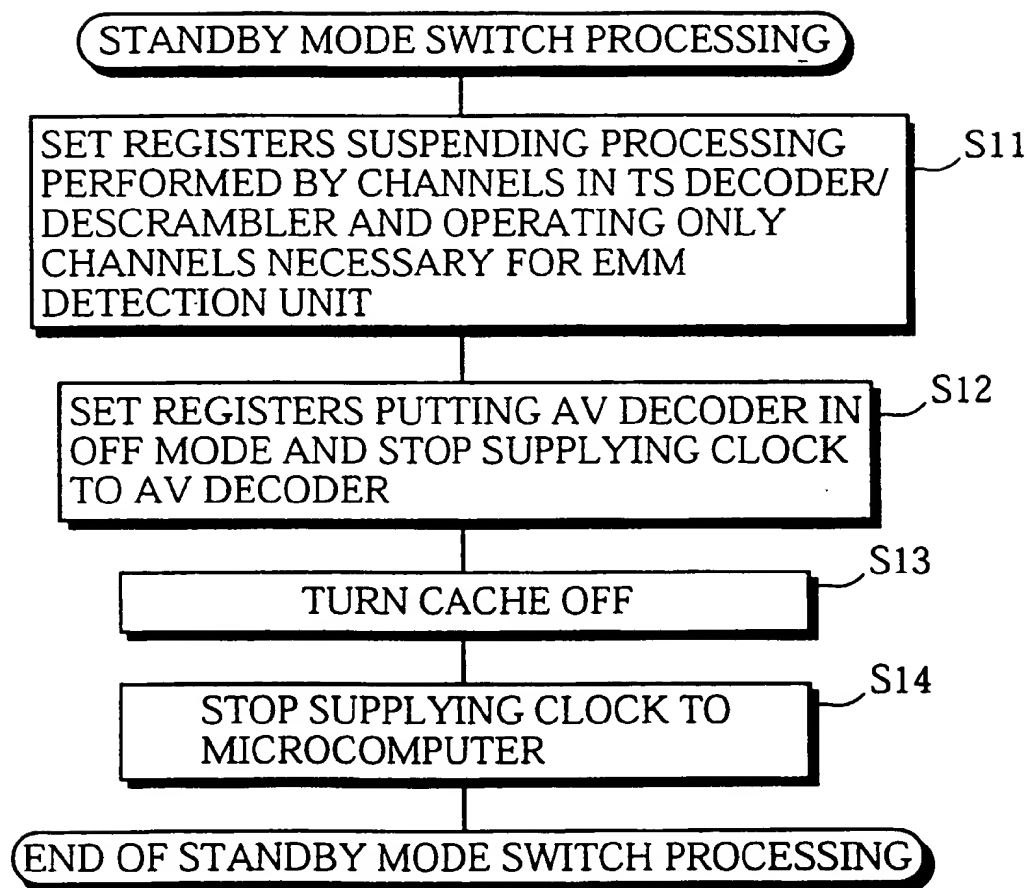 STANDBY MODE SWITCH PROCESSING
SET REGISTERS SUSPENDING PROCESSING
PERFORMED BY CHANNELS IN TS DECODER/
DESCRAMBLER AND OPERATING ONLY
CHANNELS NECESSARY FOR EMM
DETECTION UNIT
S11
SET REGISTERS PUTTING AV DECODER IN
OFF MODE AND STOP SUPPLYING CLOCK
TO AV DECODER
S12
TURN CACHE OFF
S13
STOP SUPPLYING CLOCK TO
MICROCOMPUTER
S14
END OF STANDBY MODE SWITCH PROCESSING